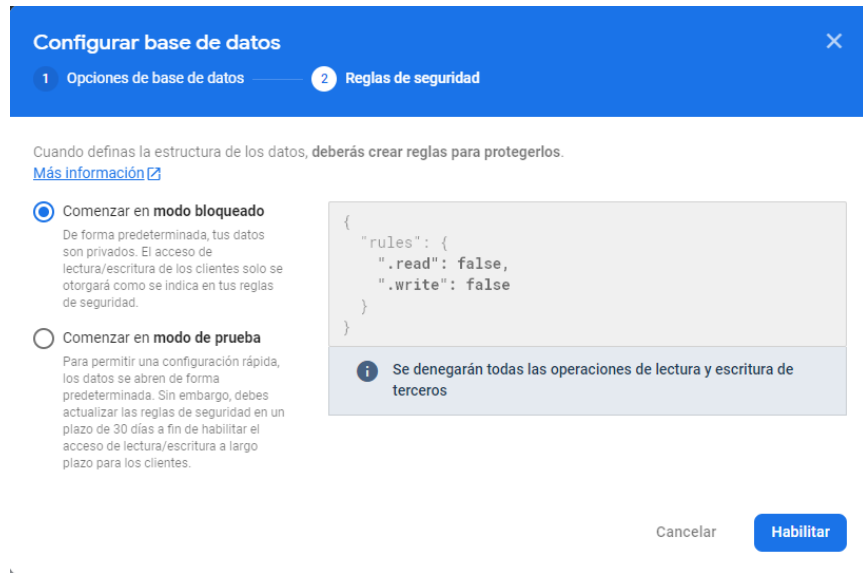 Configurar base de datos
1 Opciones de base de datos 2 Reglas de seguridad
Cuando definas la estructura de los datos, deberás crear reglas para protegerlos.
Más información
Comenzar en modo bloqueado
De forma predeterminada, tus datos
son privados. El acceso de
lectura/escritura de los clientes solo se
otorgará como se indica en tus reglas
de seguridad.
Comenzar en modo de prueba
Para permitir una configuración rápida,
los datos se abren de forma
predeterminada. Sin embargo, debes
actualizar las reglas de seguridad en un
plazo de 30 días a fin de habilitar el
acceso de lectura/escritura a largo
plazo para los clientes.
{
"rules": {
".read": false,
".write": false
}
}
Se denegarán todas las operaciones de lectura y escritura de
terceros
Cancelar Habilitar